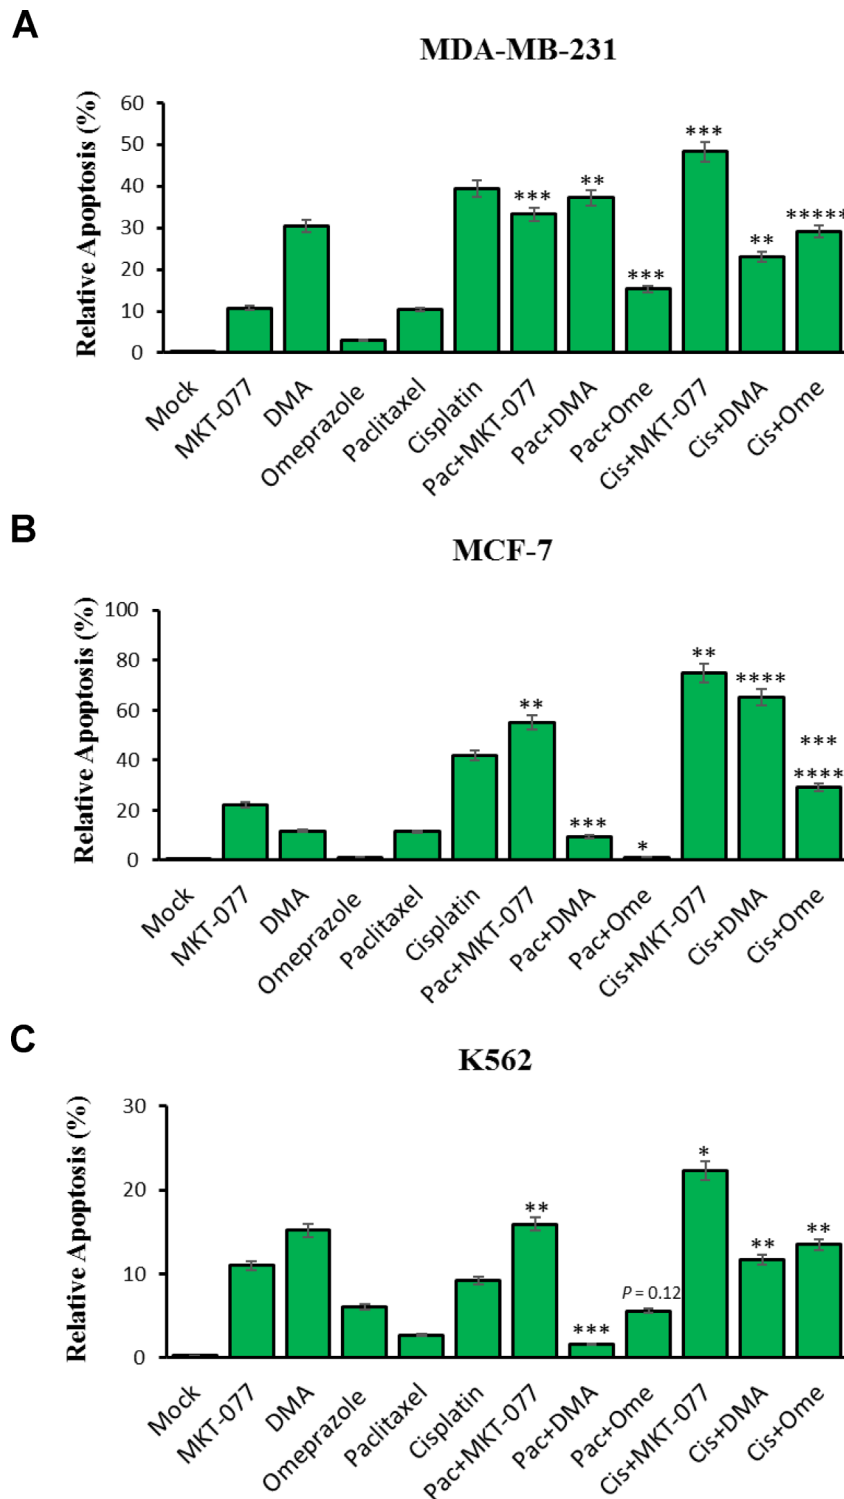 A
MDA-MB-231
Relative Apoptosis (%)
60
50
40
30
20
10
0
***
**
***
***
**
*****
Mock
MKT-077
DMA
Omeprazole
Paclitaxel
Cisplatin
Pac+MKT-077
Pac+DMA
Pac+Ome
Cis+MKT-077
Cis+DMA
Cis+Ome
B
MCF-7
Relative Apoptosis (%)
100
80
60
40
20
0
**
***
*
**
****
***
****
Mock
MKT-077
DMA
Omeprazole
Paclitaxel
Cisplatin
Pac+MKT-077
Pac+DMA
Pac+Ome
Cis+MKT-077
Cis+DMA
Cis+Ome
C
K562
Relative Apoptosis (%)
30
20
10
0
**
***
P = 0.12
*
**
**
Mock
MKT-077
DMA
Omeprazole
Paclitaxel
Cisplatin
Pac+MKT-077
Pac+DMA
Pac+Ome
Cis+MKT-077
Cis+DMA
Cis+Ome